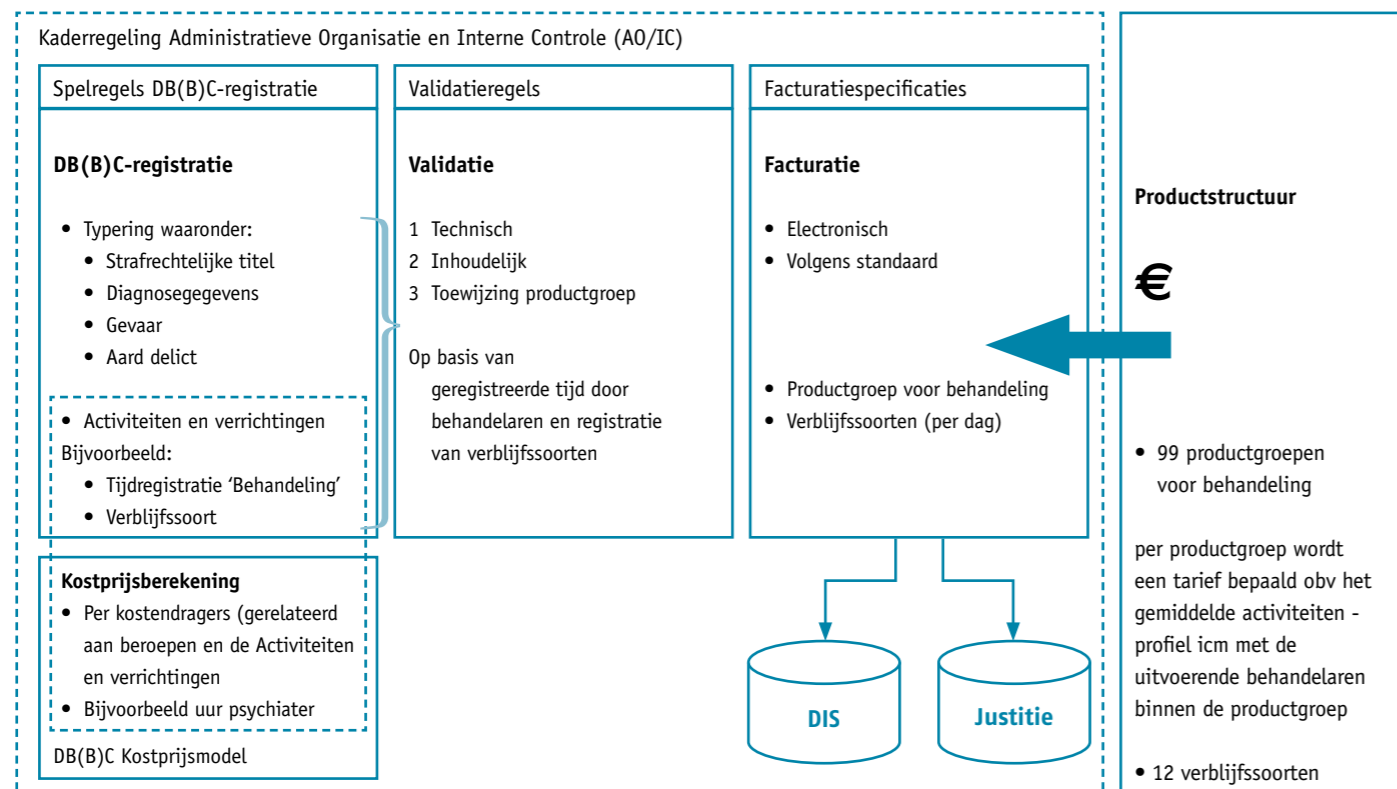 Kaderregeling Administratieve Organisatie en Interne Controle (AO/IC)
Spelregels DB(B)C-registratie
DB(B)C-registratie
• Typering waaronder:
• Strafrechtelijke titel
• Diagnosegegevens
• Gevaar
• Aard delict
• Activiteiten en verrichtingen
Bijvoorbeeld:
• Tijdregistratie ‘Behandeling’
• Verblijfssoort
Kostprijsberekening
• Per kostendragers (gerelateerd
aan beroepen en de Activiteiten
en verrichtingen
• Bijvoorbeeld uur psychiater
DB(B)C Kostprijsmodel
Validatieregels
Validatie
1 Technisch
2 Inhoudelijk
3 Toewijzing productgroep
Op basis van
geregistreerde tijd door
behandelaren en registratie
van verblijfssoorten
Facturatiespecificaties
Facturatie
• Electronisch
• Volgens standaard
• Productgroep voor behandeling
• Verblijfssoorten (per dag)
DIS
Justitie
Productstructuur
€
• 99 productgroepen
voor behandeling
per productgroep wordt
een tarief bepaald obv het
gemiddelde activiteiten -
profiel icm met de
uitvoerende behandelaren
binnen de productgroep
• 12 verblijfssoorten